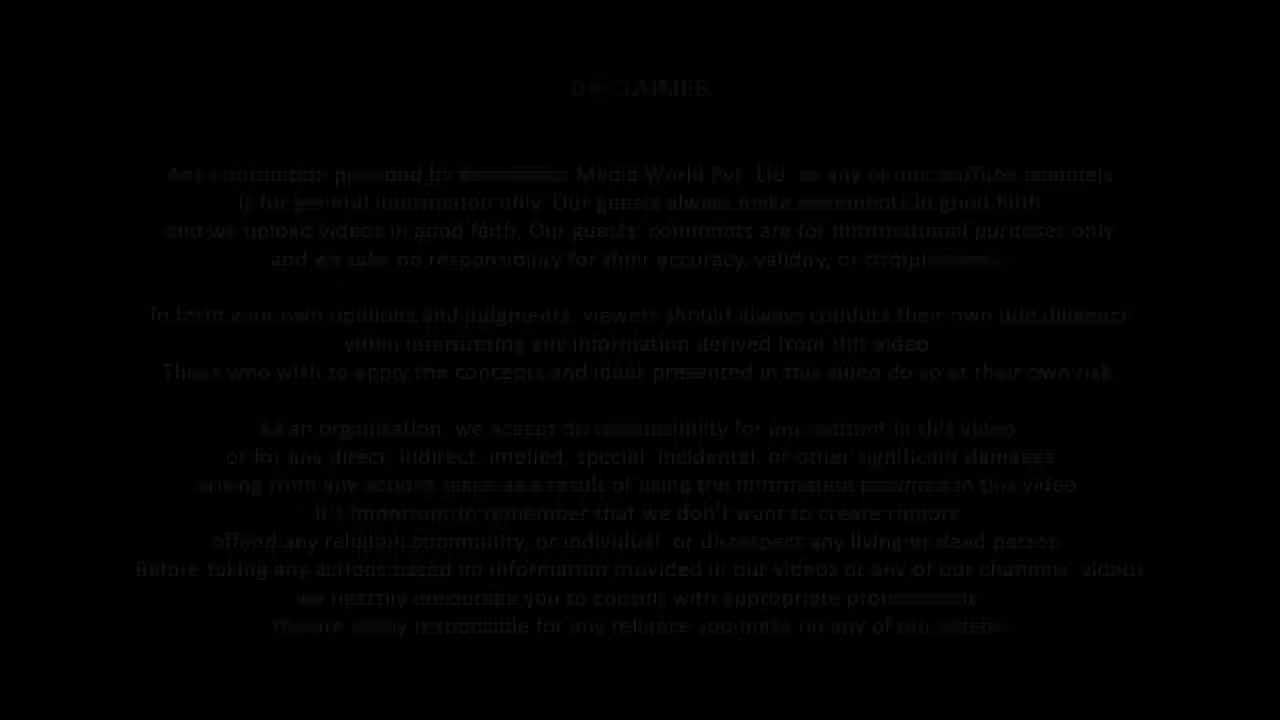 DISCLAIMER
Any information provided by Media World Pvt. Ltd. or any of our YouTube channels
is for general information only. Our guests always make statements in good faith
and we upload videos in good faith. Our guests' comments are for informational purposes only
and we take no responsibility for their accuracy, validity, or completeness.
To form your own opinions and judgments, viewers should always conduct their own due diligence
when interpreting any information derived from this video
Those who wish to apply the concepts and ideas presented in this video do so at their own risk
As an organisation, we accept no responsibility for any content in this video
or for any direct, indirect, implied, special, incidental, or other significant damages
arising from any actions taken as a result of using the information provided in this video
It's important to remember that we don't want to create rumors
offend any religion, community, or individual, or disrespect any living or dead person
Before taking any actions based on information provided in our videos or any of our channels' videos
we heartily encourage you to consult with appropriate
You are solely responsible for any reliance you make on any of our videos